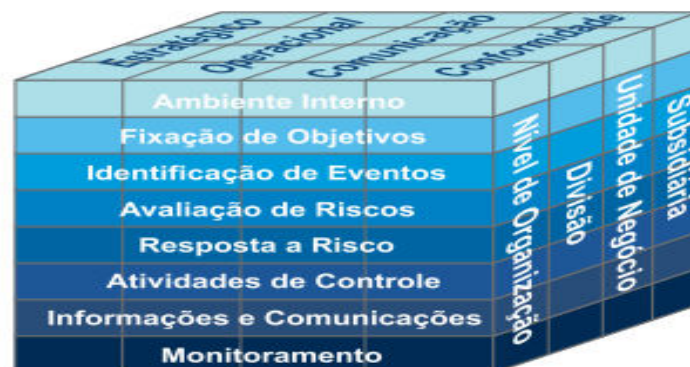 Estratégico
Operacional
Comunicação
Conformidade
Ambiente Interno
Fixação de Objetivos
Identificação de Eventos
Avaliação de Riscos
Resposta a Risco
Atividades de Controle
Informações e Comunicações
Monitoramento
Nível de Organização
Divisão
Unidade de Negócio
Subsidiaria